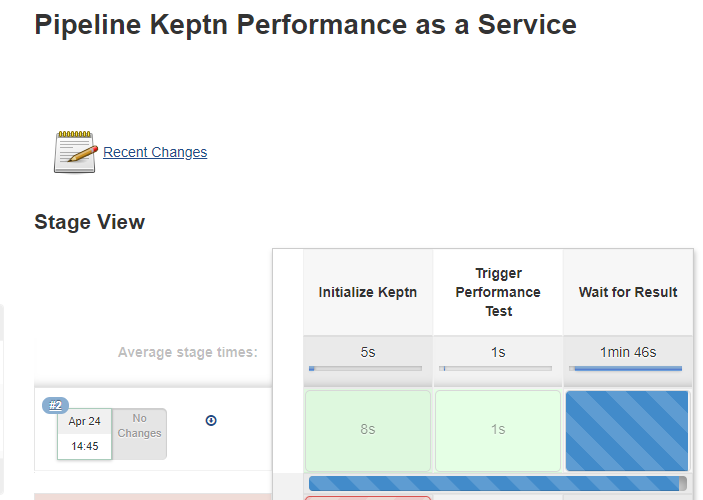 Pipeline Keptn Performance as a Service
Recent Changes
Stage View
Initialize Keptn
Trigger
Performance
Test
Wait for Result
Average stage times:
5s
1s
1min 46s
#2
Apr 24
14:45
No
Changes
8s
1s